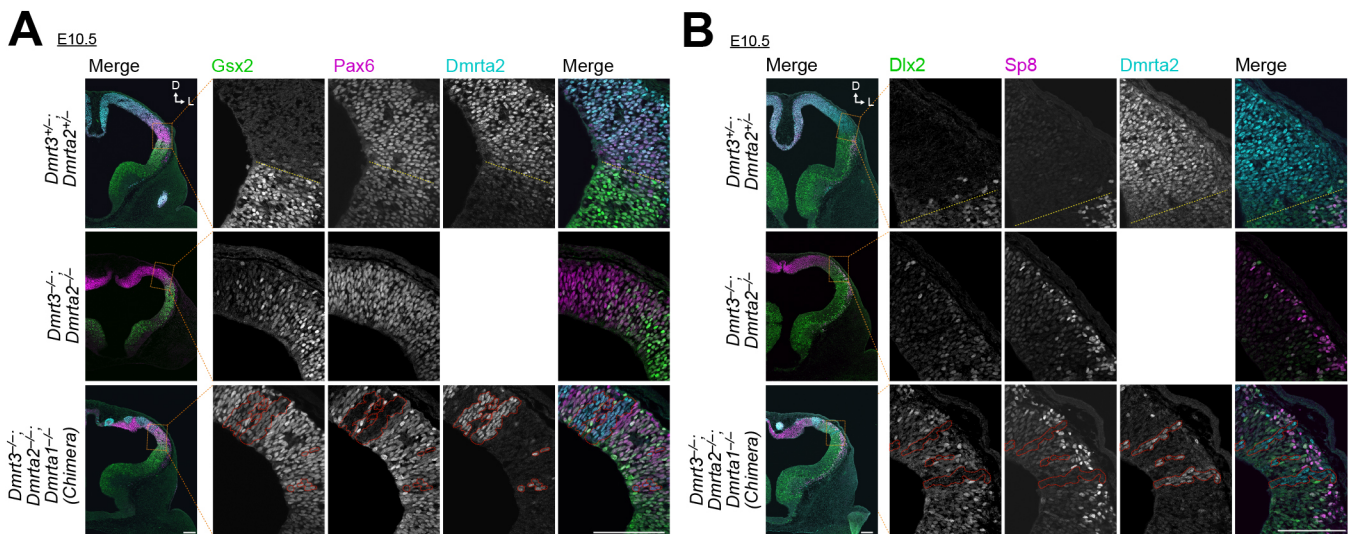 A
E10.5
Merge
Gsx2
Pax6
Dmrta2
Merge
D
L
Dmrt3+/−;
Dmrta2+/−
Dmrt3−/−;
Dmrta2−/−
Dmrt3−/−;
Dmrta2−/−;
Dmrta1−/−
(Chimera)
B
E10.5
Merge
Dlx2
Sp8
Dmrta2
Merge
D
L
Dmrt3+/−;
Dmrta2+/−
Dmrt3−/−;
Dmrta2−/−
Dmrt3−/−;
Dmrta2−/−;
Dmrta1−/−
(Chimera)